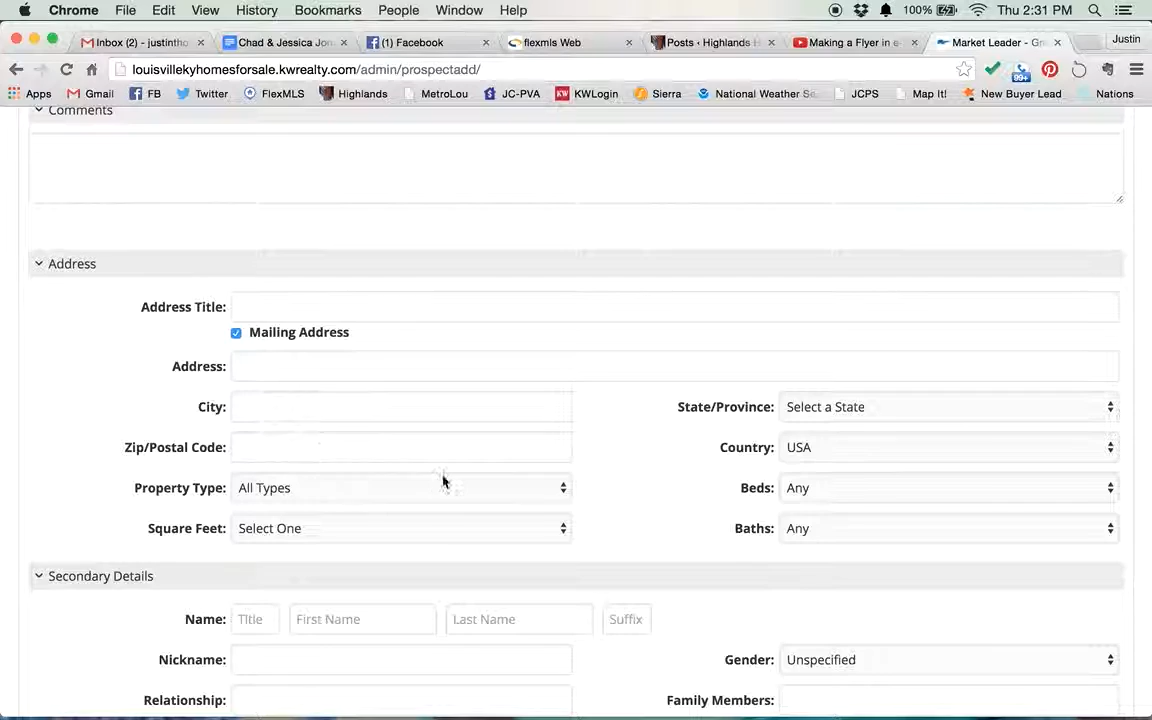 Chrome File Edit View History Bookmarks People Window Help 100% Thu 2:31 PM
Inbox (2) - justintho Chad & Jessica Jon (1) Facebook flexmls Web Posts ‹ Highlands H Making a Flyer in e Market Leader - Gr Justin
louisvillekyhomesforsale.kwrealty.com/admin/prospectadd/ 99+
Apps Gmail FB Twitter FlexMLS Highlands MetroLou JC-PVA KWLogin Sierra National Weather Se JCPS Map It! New Buyer Lead Nations
Comments
Address
Address Title:
Mailing Address
Address:
City: State/Province: Select a State
Zip/Postal Code: Country: USA
Property Type: All Types Beds: Any
Square Feet: Select One Baths: Any
Secondary Details
Name: Title First Name Last Name Suffix
Nickname: Gender: Unspecified
Relationship: Family Members: